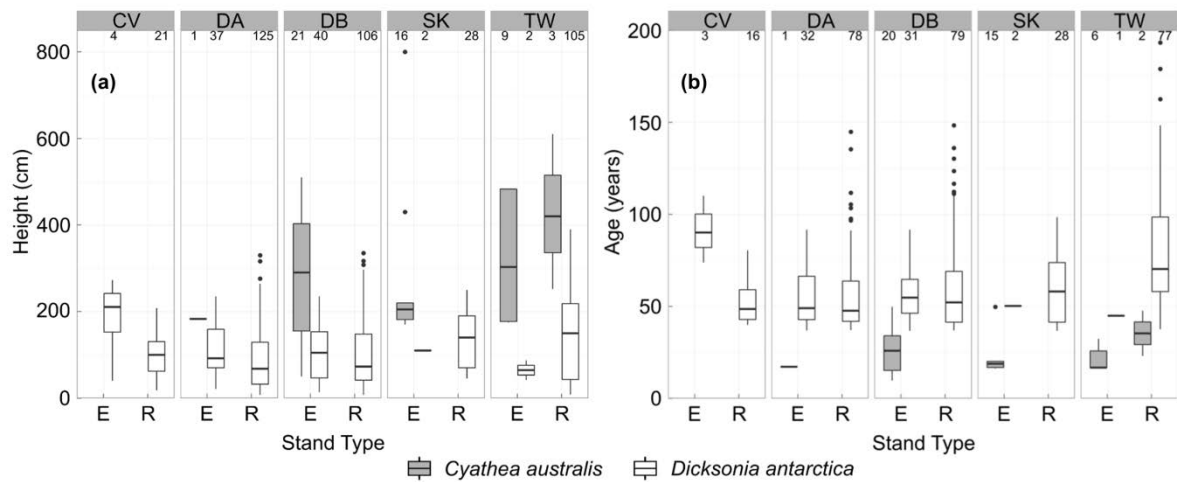 CV DA DB SK TW
4 21 1 37 125 21 40 106 16 2 28 9 2 3 105
(a)
Height (cm)
800
600
400
200
0
E R E R E R E R E R
Stand Type
CV DA DB SK TW
3 16 1 32 78 20 31 79 15 2 28 6 1 2 77
(b)
Age (years)
200
150
100
50
0
E R E R E R E R E R
Stand Type
Cyathea australis Dicksonia antarctica